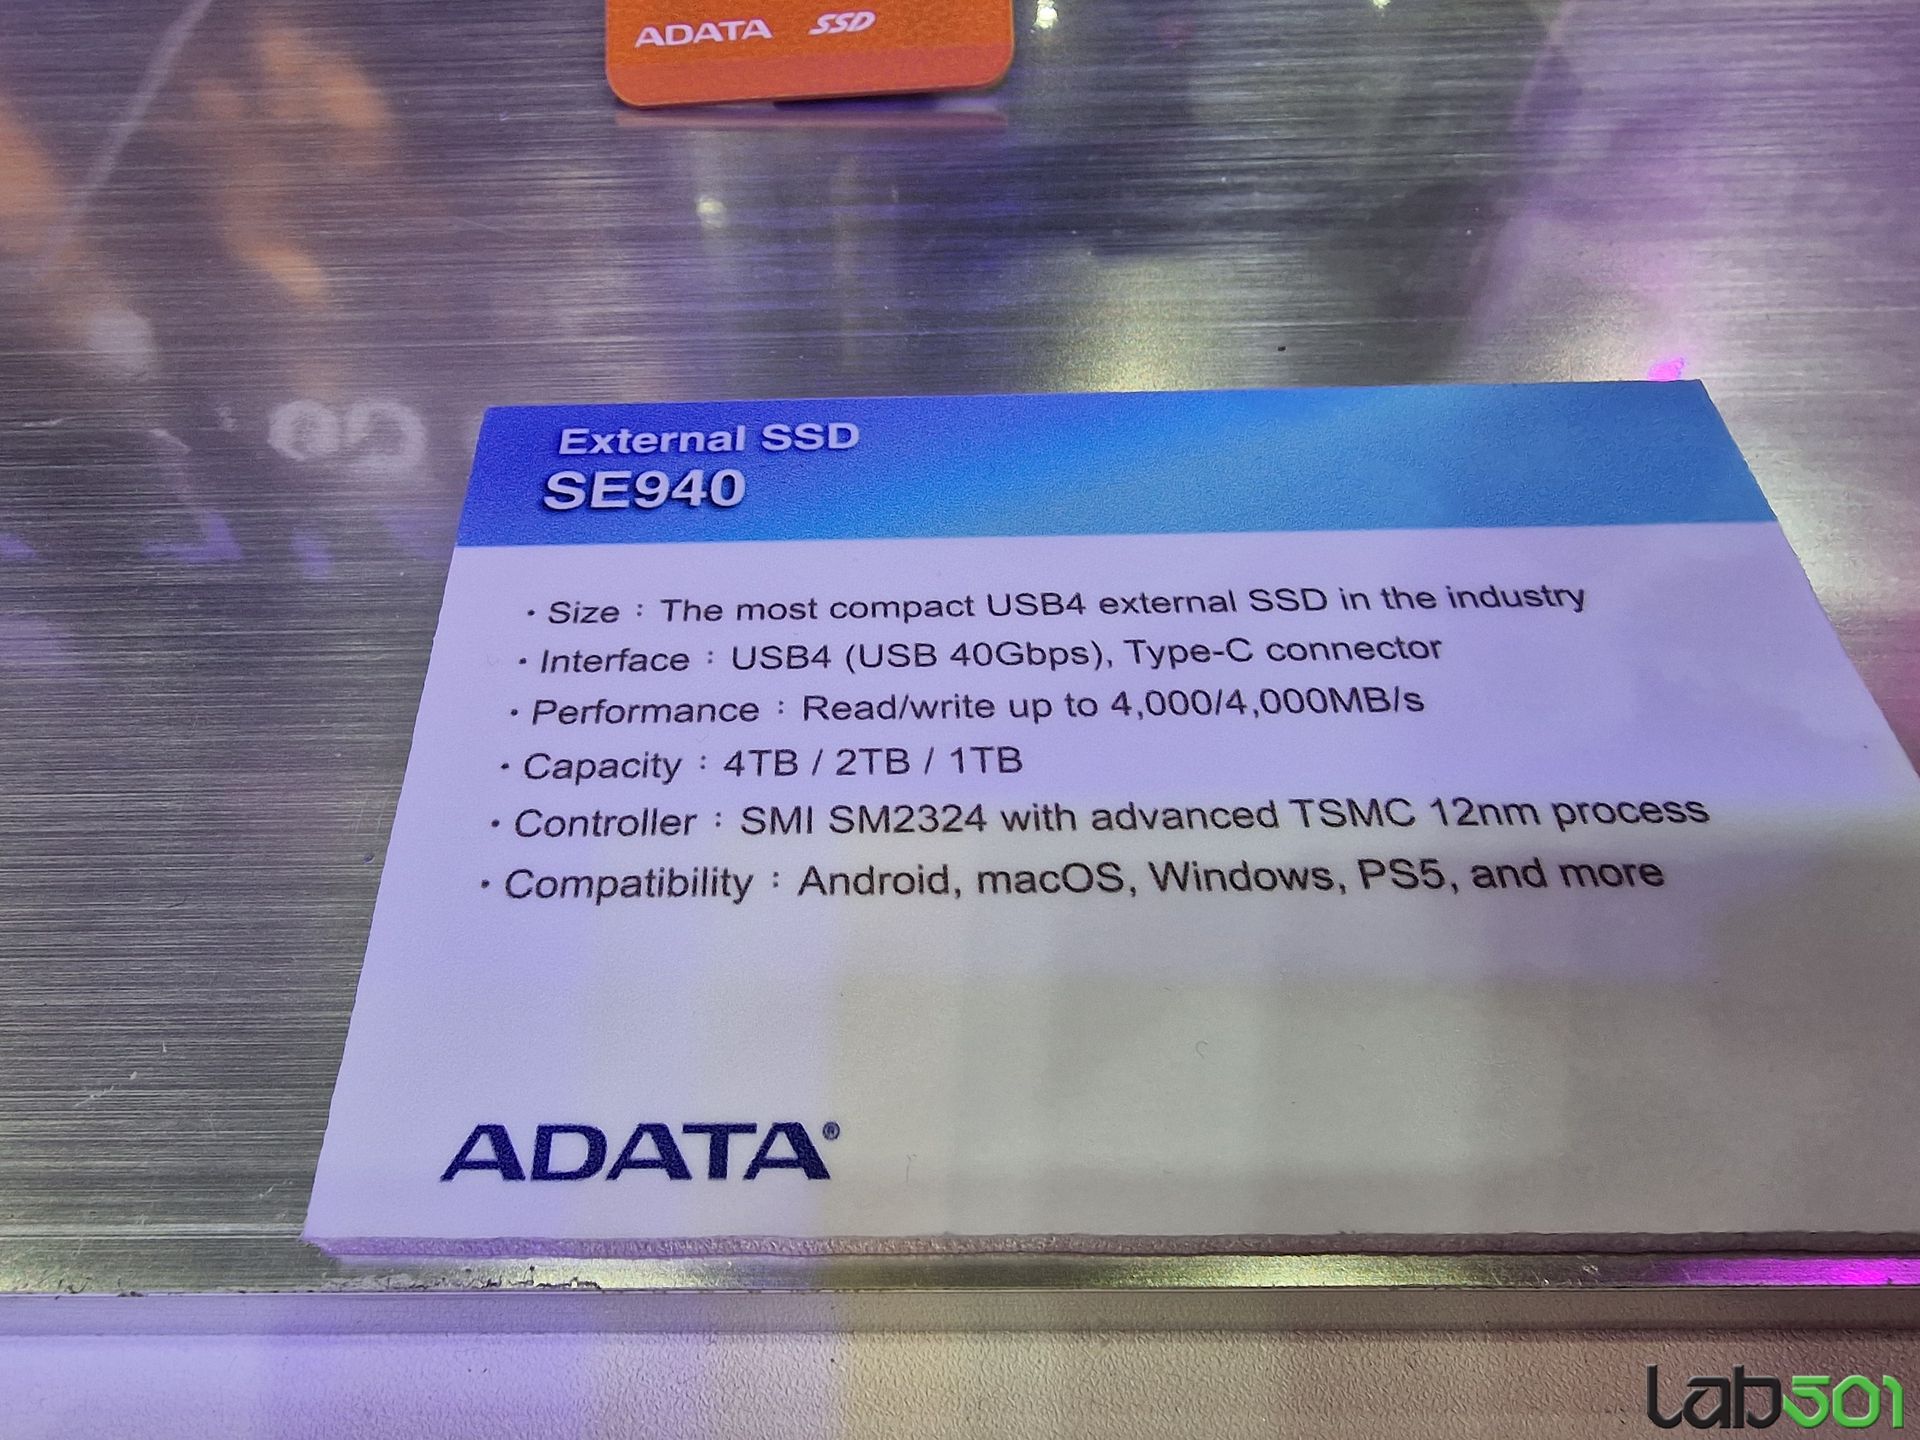 ADATA SSD
External SSD
SE940
· Size : The most compact USB4 external SSD in the industry
· Interface : USB4 (USB 40Gbps), Type-C connector
· Performance : Read/write up to 4,000/4,000MB/s
· Capacity : 4TB / 2TB / 1TB
· Controller : SMI SM2324 with advanced TSMC 12nm process
· Compatibility : Android, macOS, Windows, PS5, and more
ADATA®
lab501